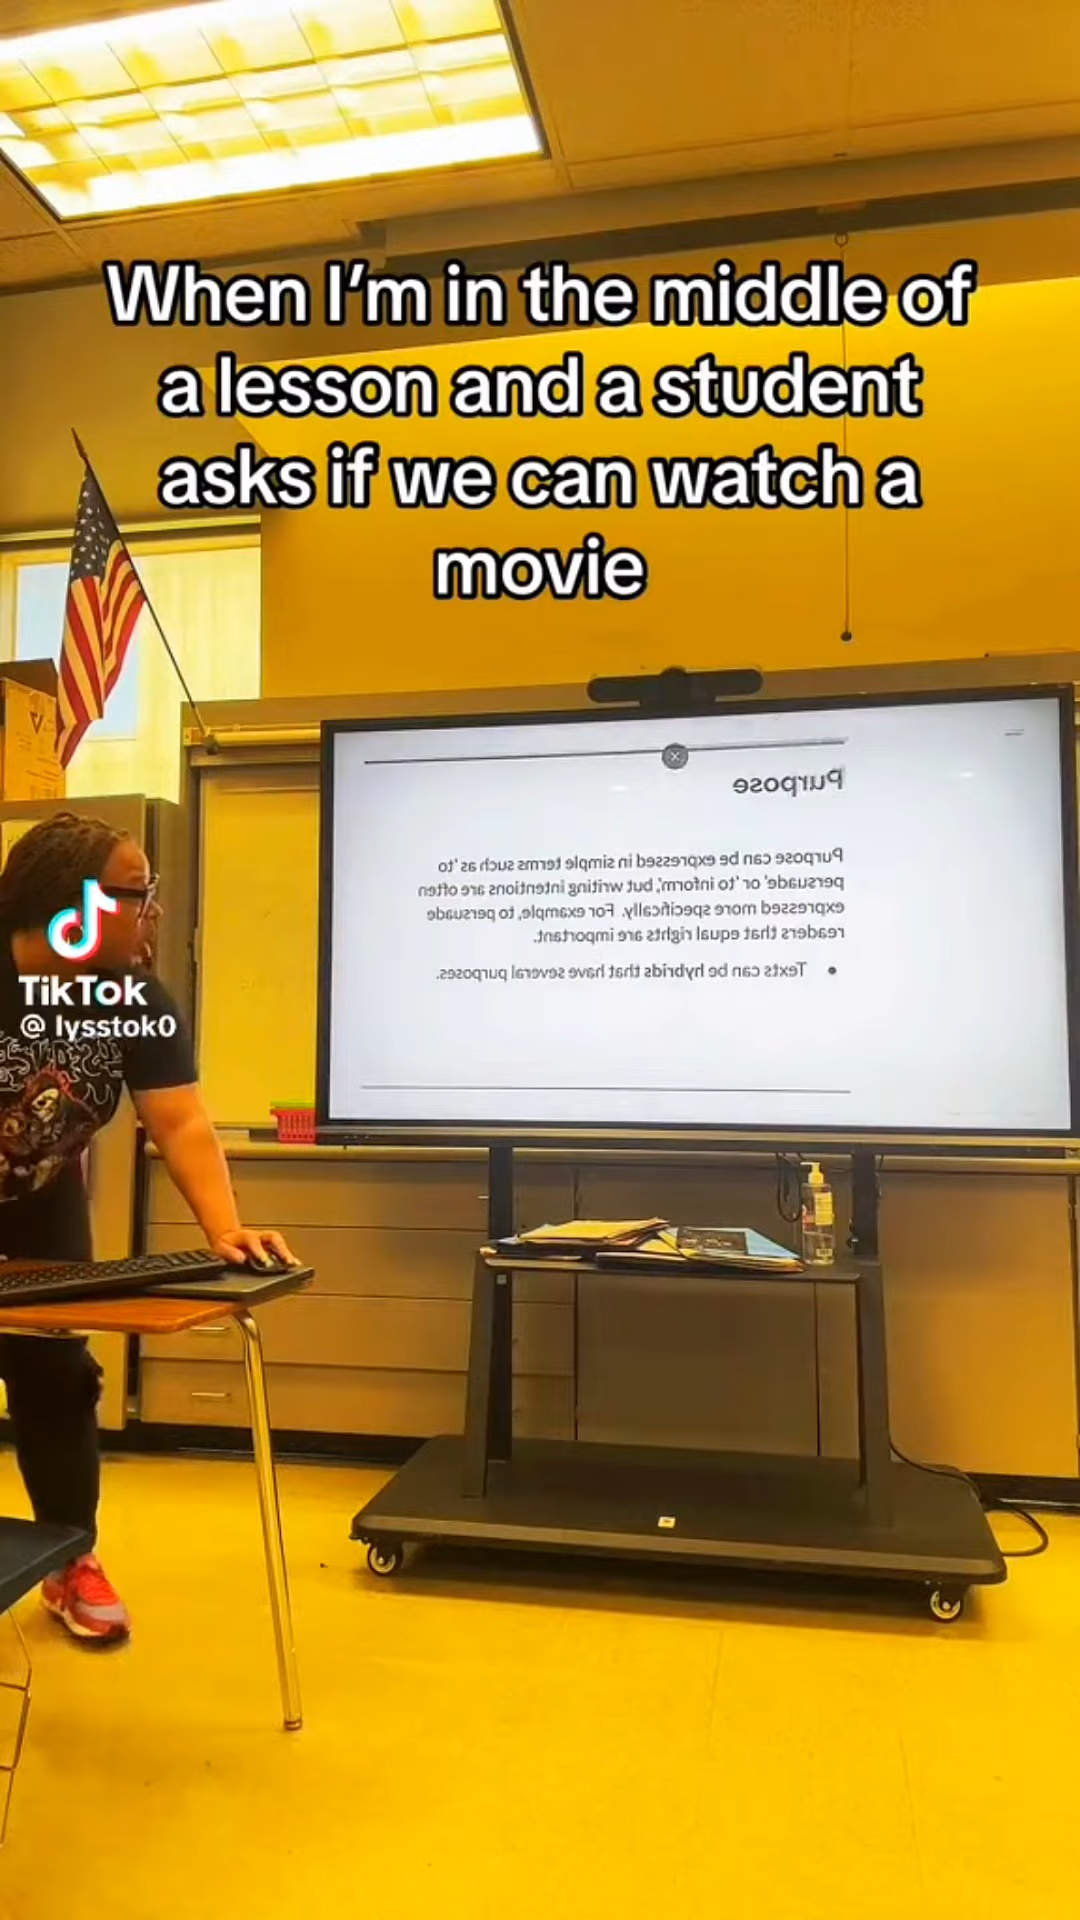 When I'm in the middle of
a lesson and a student
asks if we can watch a
movie
Purpose
Purpose can be expressed in simple terms such as 'to
persuade' or 'to inform', but writing intentions are often
expressed more specifically. For example, to persuade
readers that equal rights are important.
• Texts can be hybrids that have several purposes.
TikTok
@ lysstok0